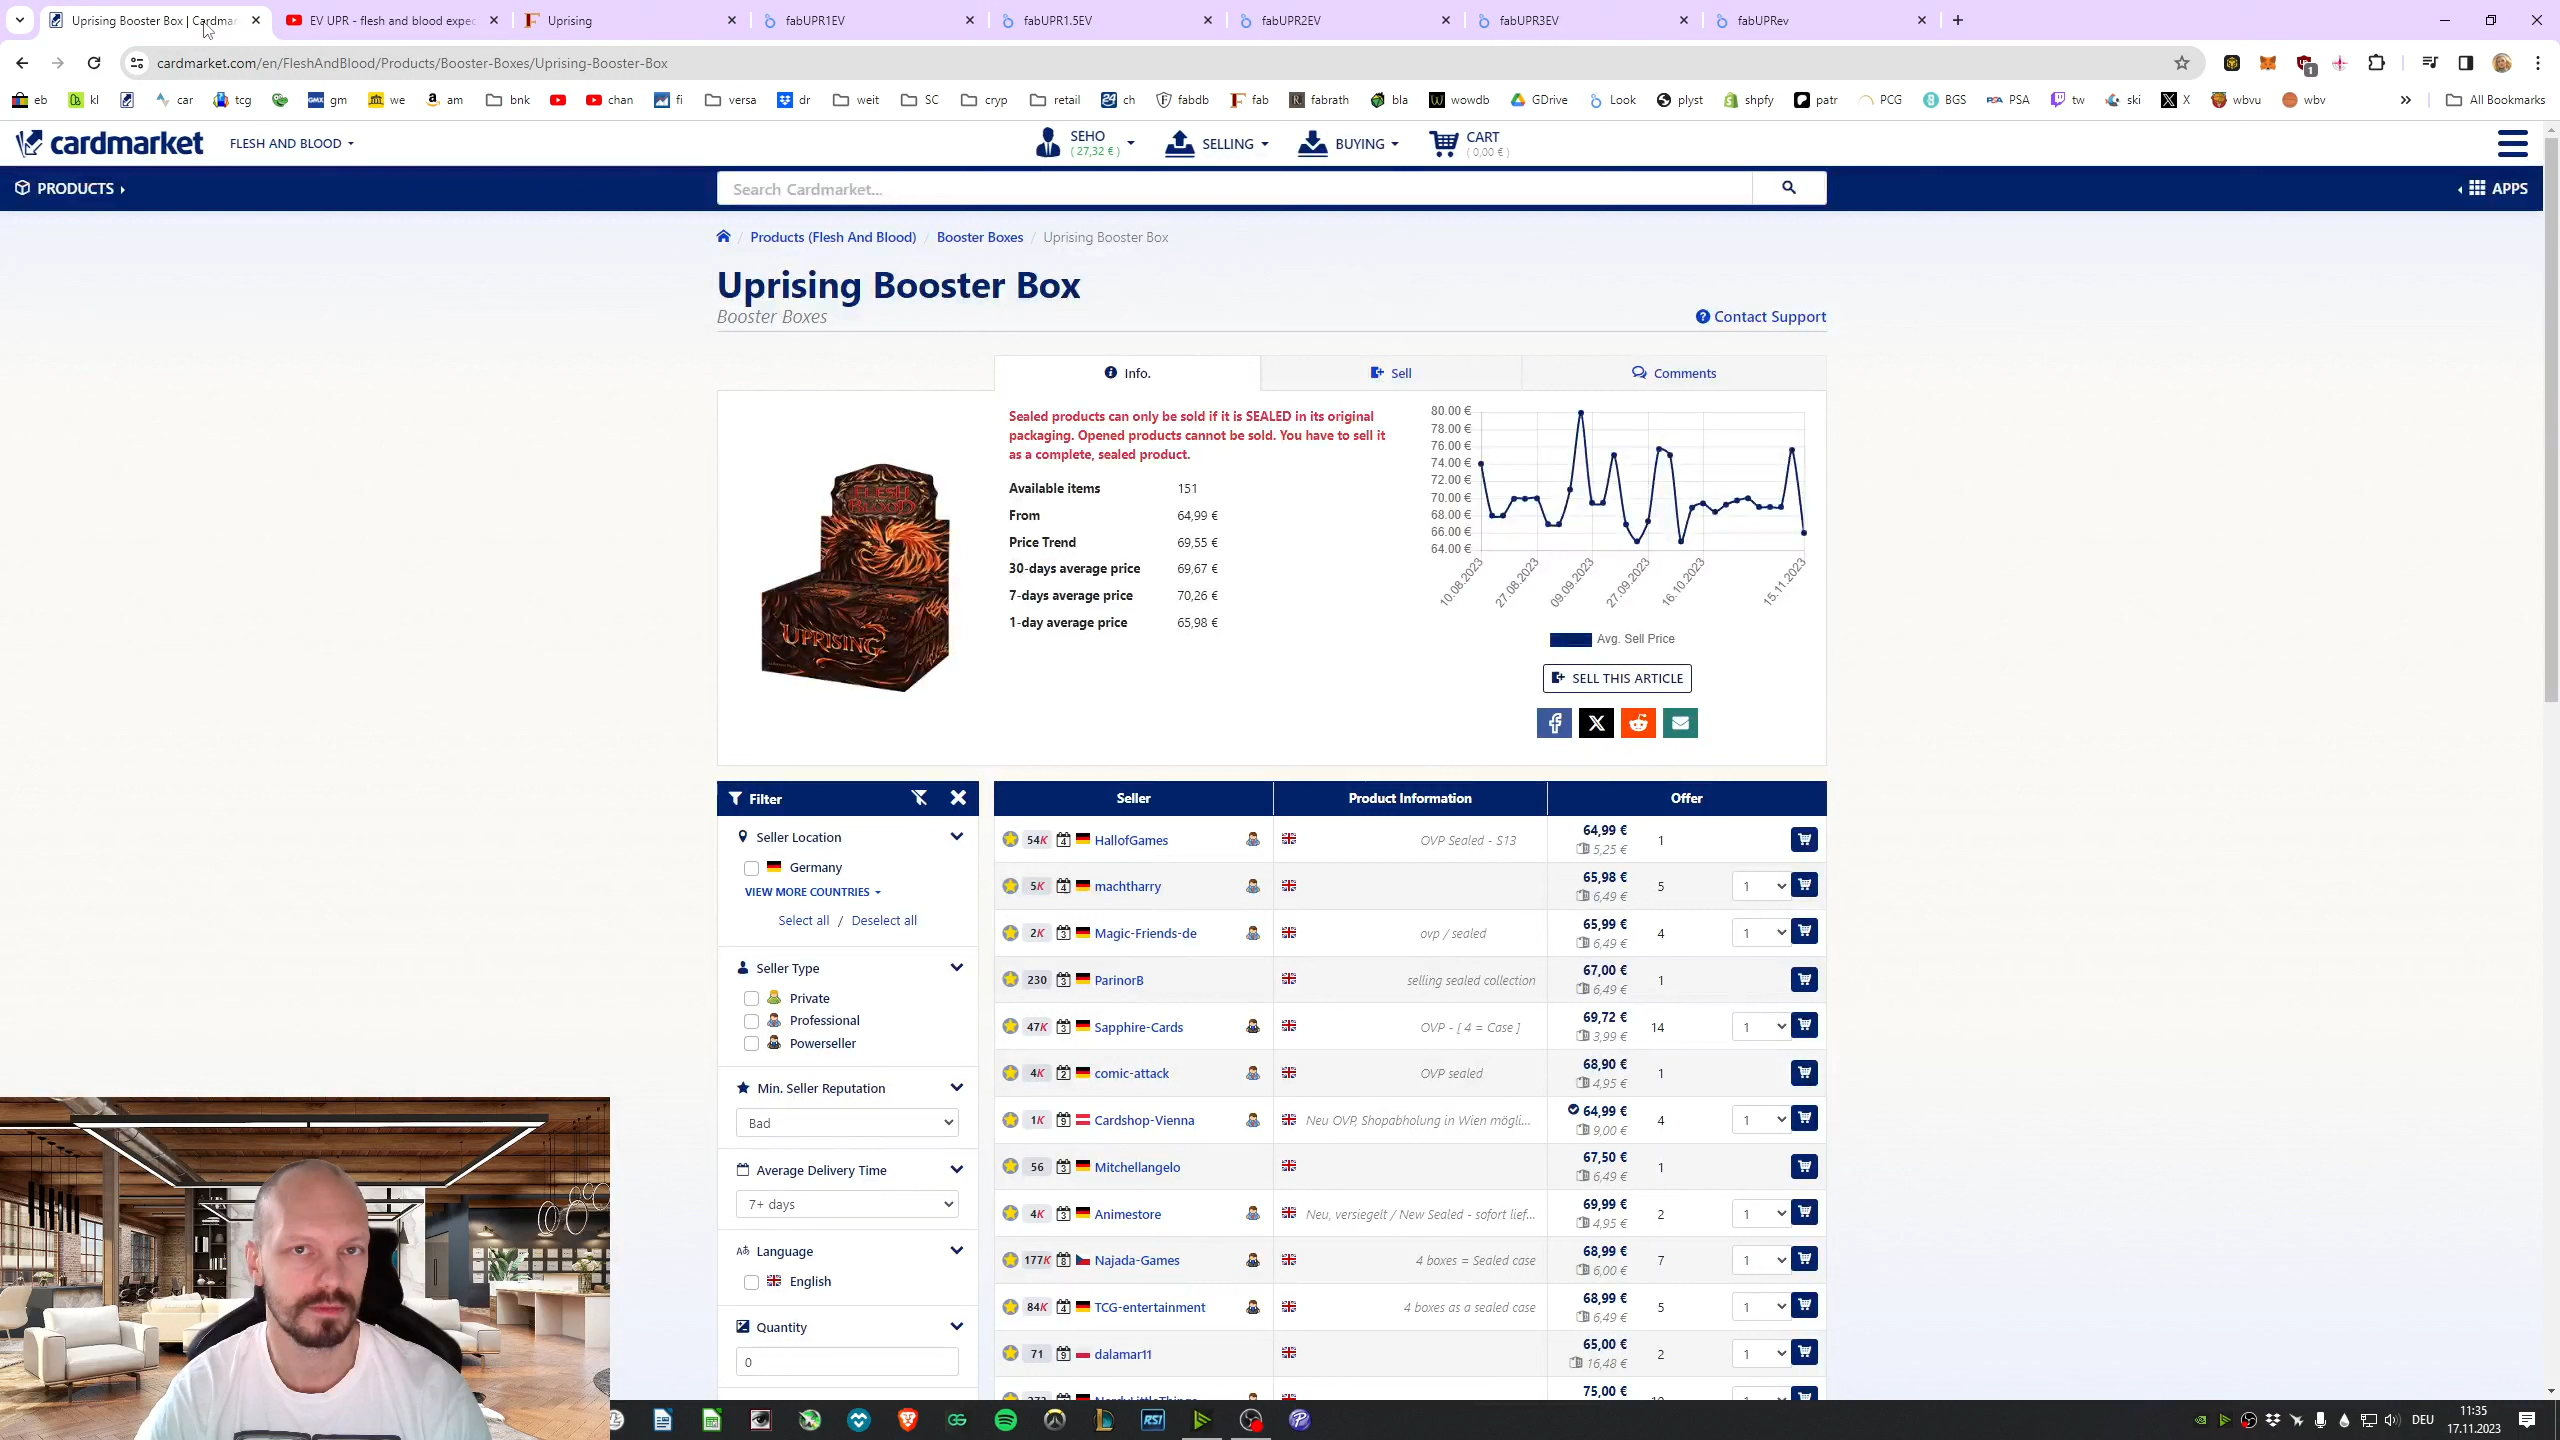 Uprising Booster Box | Cardmar
EV UPR - flesh and blood expec
Uprising
fabUPR1EV
fabUPR1.5EV
fabUPR2EV
fabUPR3EV
fabUPRev
cardmarket.com/en/FleshAndBlood/Products/Booster-Boxes/Uprising-Booster-Box
1
eb kl car tcg gm we am bnk chan fi versa dr weit SC cryp retail ch fabdb fab fabrath bla wowdb GDrive Look plyst shpfy patr PCG BGS PSA tw ski X wbvu wbv » All Bookmarks
cardmarket
FLESH AND BLOOD
SEHO
( 27,32 € )
SELLING
BUYING
CART
( 0,00 € )
PRODUCTS
Search Cardmarket...
APPS
/ Products (Flesh And Blood) / Booster Boxes / Uprising Booster Box
Uprising Booster Box
Booster Boxes
Contact Support
Info.
Sell
Comments
FLESH
BLOOD
UPRISING
Sealed products can only be sold if it is SEALED in its original
packaging. Opened products cannot be sold. You have to sell it
as a complete, sealed product.
Available items 151
From 64,99 €
Price Trend 69,55 €
30-days average price 69,67 €
7-days average price 70,26 €
1-day average price 65,98 €
80.00 €
78.00 €
76.00 €
74.00 €
72.00 €
70.00 €
68.00 €
66.00 €
64.00 €
10.08.2023
27.08.2023
09.09.2023
27.09.2023
16.10.2023
15.11.2023
Avg. Sell Price
SELL THIS ARTICLE
Filter
Seller Location
Germany
VIEW MORE COUNTRIES
Select all / Deselect all
Seller Type
Private
Professional
Powerseller
Min. Seller Reputation
Bad
Average Delivery Time
7+ days
Language
English
Quantity
0
Seller Product Information Offer
54K 4 HallofGames OVP Sealed - S13 64,99 € 1
5,25 €
5K 4 machtharry 65,98 € 5 1
6,49 €
2K 3 Magic-Friends-de ovp / sealed 65,99 € 4 1
6,49 €
230 3 ParinorB selling sealed collection 67,00 € 1
6,49 €
47K 3 Sapphire-Cards OVP - [ 4 = Case ] 69,72 € 14 1
3,99 €
4K 2 comic-attack OVP sealed 68,90 € 1
4,95 €
1K 9 Cardshop-Vienna Neu OVP, Shopabholung in Wien mögli... 64,99 € 4 1
9,00 €
56 3 Mitchellangelo 67,50 € 1
6,49 €
4K 3 Animestore Neu, versiegelt / New Sealed - sofort lief... 69,99 € 2 1
4,95 €
177K 8 Najada-Games 4 boxes = Sealed case 68,99 € 7 1
6,00 €
84K 4 TCG-entertainment 4 boxes as a sealed case 68,99 € 5 1
6,49 €
71 9 dalamar11 65,00 € 2 1
16,48 €
75,00 €
RSI
DEU
11:35
17.11.2023